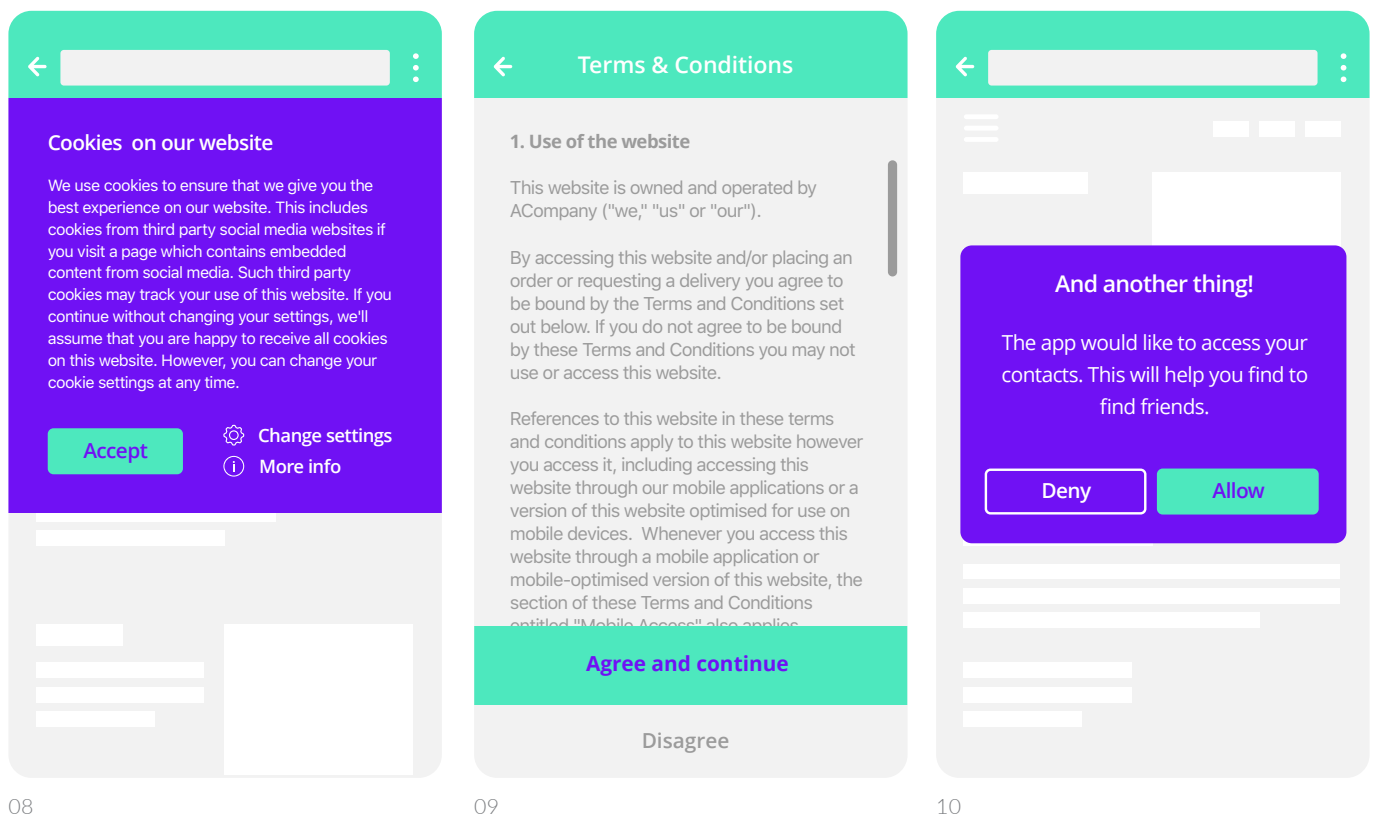 Cookies  on our website
We use cookies to ensure that we give you the
best experience on our website. This includes
cookies from third party social media websites if
you visit a page which contains embedded
content from social media. Such third party
cookies may track your use of this website. If you
continue without changing your settings, we'll
assume that you are happy to receive all cookies
on this website. However, you can change your
cookie settings at any time.
Accept
Change settings
More info
08
Terms & Conditions
1. Use of the website
This website is owned and operated by
ACompany ("we," "us" or "our").
By accessing this website and/or placing an
order or requesting a delivery you agree to
be bound by the Terms and Conditions set
out below. If you do not agree to be bound
by these Terms and Conditions you may not
use or access this website.
References to this website in these terms
and conditions apply to this website however
you access it, including accessing this
website through our mobile applications or a
version of this website optimised for use on
mobile devices.  Whenever you access this
website through a mobile application or
mobile-optimised version of this website, the
section of these Terms and Conditions
entitled "Mobile Access" also applies
Agree and continue
Disagree
09
And another thing!
The app would like to access your
contacts. This will help you find to
find friends.
Deny
Allow
10